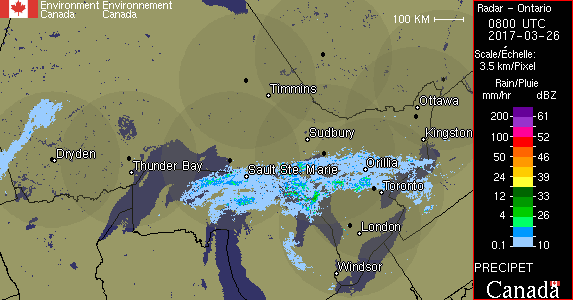 Environment Environnement
Canada Canada
100 KM
Timmins
Ottawa
Sudbury
Kingston
Dryden
Thunder Bay
Sault Ste. Marie
Orillia
Toronto
London
Windsor
Radar - Ontario
0800 UTC
2017-03-26
Scale/Échelle:
3.5 km/Pixel
Rain/Pluie
mm/hr dBZ
200 61
100 52
50 46
24 39
12 33
4 26
0.1 10
PRECIPET
Canada